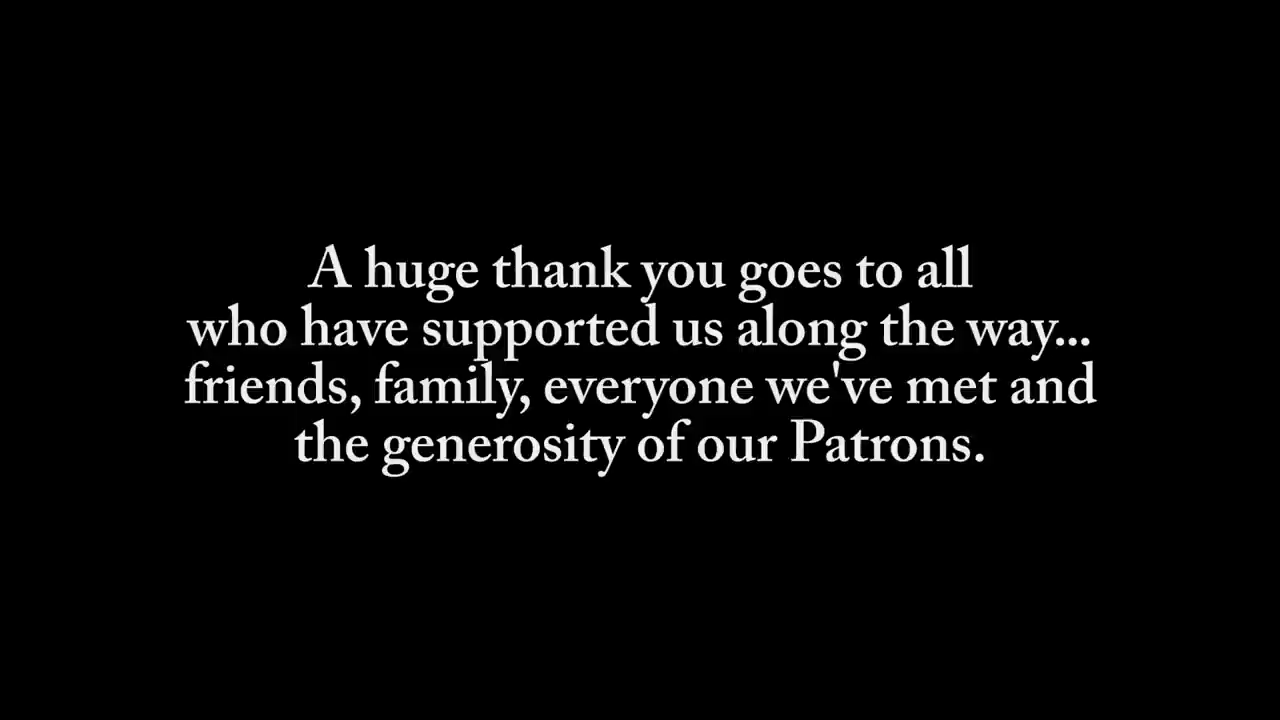 A huge thank you goes to all
who have supported us along the way...
friends, family, everyone we've met and
the generosity of our Patrons.